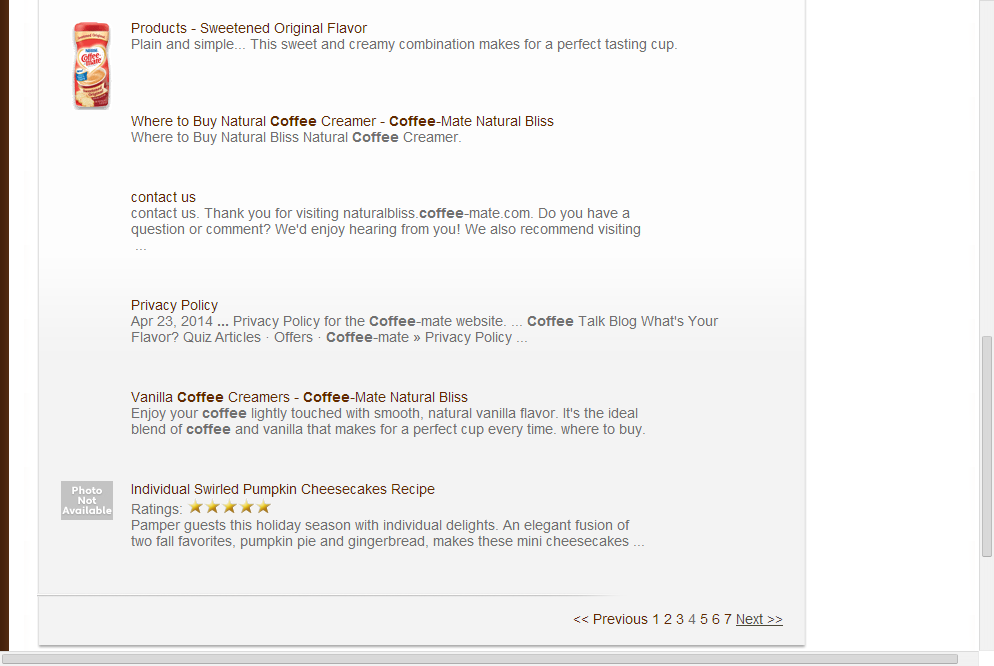 Products - Sweetened Original Flavor
Plain and simple... This sweet and creamy combination makes for a perfect tasting cup.
Nestlé
Coffee-mate
Where to Buy Natural Coffee Creamer - Coffee-Mate Natural Bliss
Where to Buy Natural Bliss Natural Coffee Creamer.
contact us
contact us. Thank you for visiting naturalbliss.coffee-mate.com. Do you have a
question or comment? We'd enjoy hearing from you! We also recommend visiting
...
Privacy Policy
Apr 23, 2014 ... Privacy Policy for the Coffee-mate website. ... Coffee Talk Blog What's Your
Flavor? Quiz Articles · Offers · Coffee-mate » Privacy Policy ...
Vanilla Coffee Creamers - Coffee-Mate Natural Bliss
Enjoy your coffee lightly touched with smooth, natural vanilla flavor. It's the ideal
blend of coffee and vanilla that makes for a perfect cup every time. where to buy.
Photo
Not
Available
Individual Swirled Pumpkin Cheesecakes Recipe
Ratings:
Pamper guests this holiday season with individual delights. An elegant fusion of
two fall favorites, pumpkin pie and gingerbread, makes these mini cheesecakes ...
<< Previous 1 2 3 4 5 6 7 Next >>